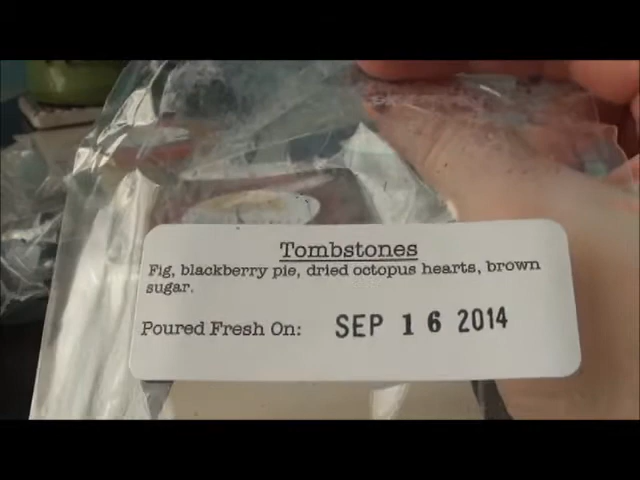 Tombstones
Fig, blackberry pie, dried octopus hearts, brown
sugar.
Poured Fresh On: SEP 16 2014